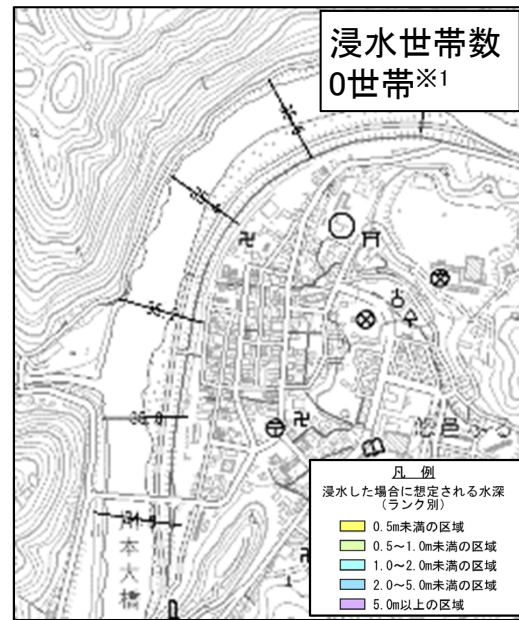 浸水世帯数
0世帯※1
本大橋
凡 例
浸水した場合に想定される水深
(ランク別)
0.5m未満の区域
0.5～1.0m未満の区域
1.0～2.0m未満の区域
2.0～5.0m未満の区域
5.0m以上の区域